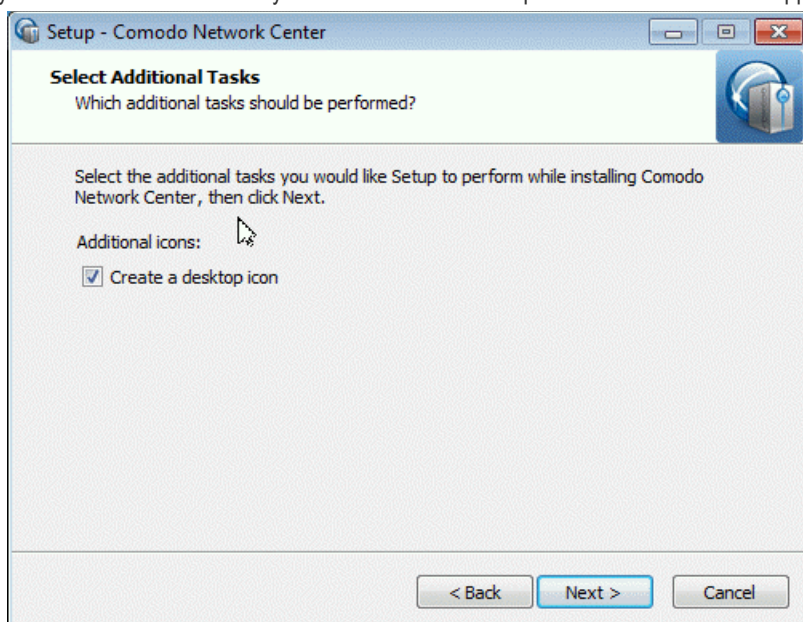 Setup - Comodo Network Center
Select Additional Tasks
Which additional tasks should be performed?
Select the additional tasks you would like Setup to perform while installing Comodo
Network Center, then click Next.
Additional icons:
Create a desktop icon
< Back
Next >
Cancel